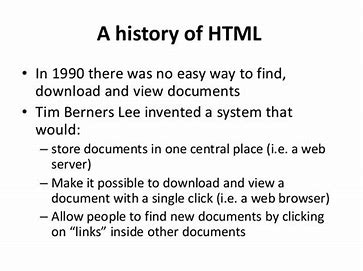 A history of HTML
• In 1990 there was no easy way to find,
download and view documents
• Tim Berners Lee invented a system that
would:
– store documents in one central place (i.e. a web
server)
– Make it possible to download and view a
document with a single click (i.e. a web browser)
– Allow people to find new documents by clicking
on “links” inside other documents